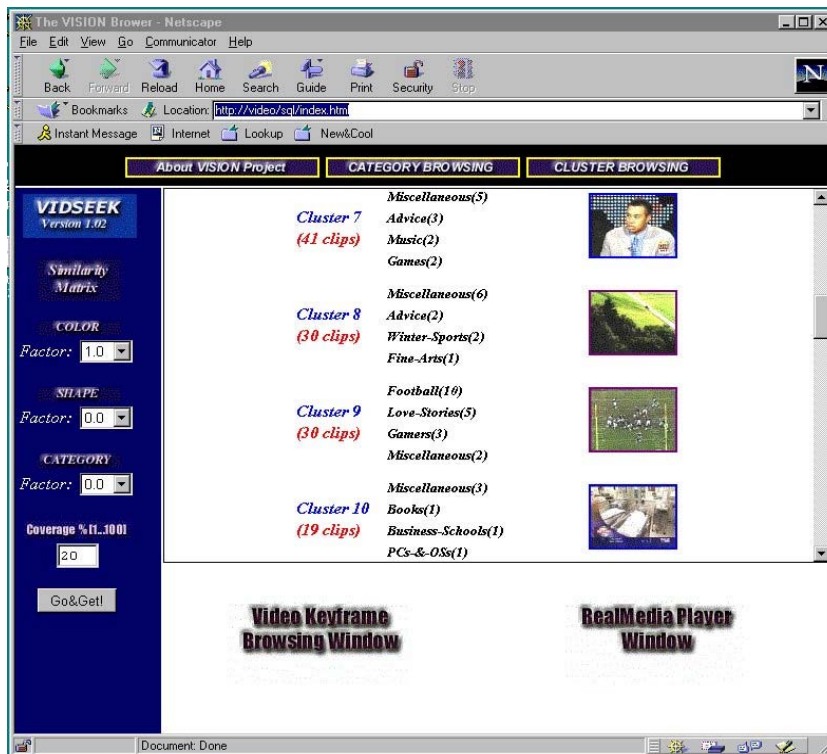 The VISION Brower - Netscape
File Edit View Go Communicator Help
Back Forward Reload Home Search Guide Print Security Stop
N
Bookmarks Location: http://video/sql/index.htm
Instant Message Internet Lookup New&Cool
About VISION Project CATEGORY BROWSING CLUSTER BROWSING
VIDSEEK
Version 1.02
Similarity
Matrix
COLOR
Factor: 1.0
SHAPE
Factor: 0.0
CATEGORY
Factor: 0.0
Coverage %[1...100]
20
Go&Get!
Miscellaneous(5)
Cluster 7 Advice(3)
(41 clips) Music(2)
Games(2)
Miscellaneous(6)
Cluster 8 Advice(2)
(30 clips) Winter-Sports(2)
Fine-Arts(1)
Football(10)
Cluster 9 Love-Stories(5)
(30 clips) Gamers(3)
Miscellaneous(2)
Miscellaneous(3)
Cluster 10 Books(1)
(19 clips) Business-Schools(1)
PCs-&-OSs(1)
Video Keyframe
Browsing Window
RealMedia Player
Window
Document: Done